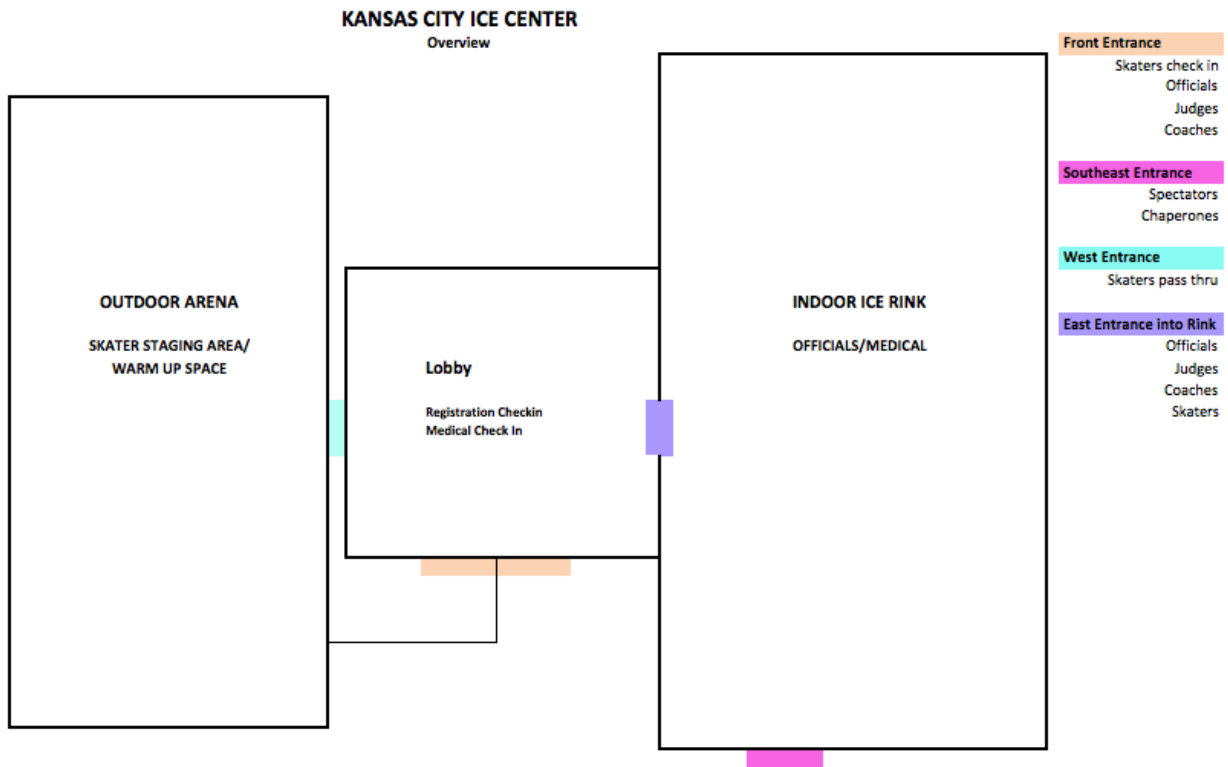 KANSAS CITY ICE CENTER
Overview
OUTDOOR ARENA
SKATER STAGING AREA/
WARM UP SPACE
Lobby
Registration Checkin
Medical Check In
INDOOR ICE RINK
OFFICIALS/MEDICAL
Front Entrance
Skaters check in
Officials
Judges
Coaches
Southeast Entrance
Spectators
Chaperones
West Entrance
Skaters pass thru
East Entrance into Rink
Officials
Judges
Coaches
Skaters